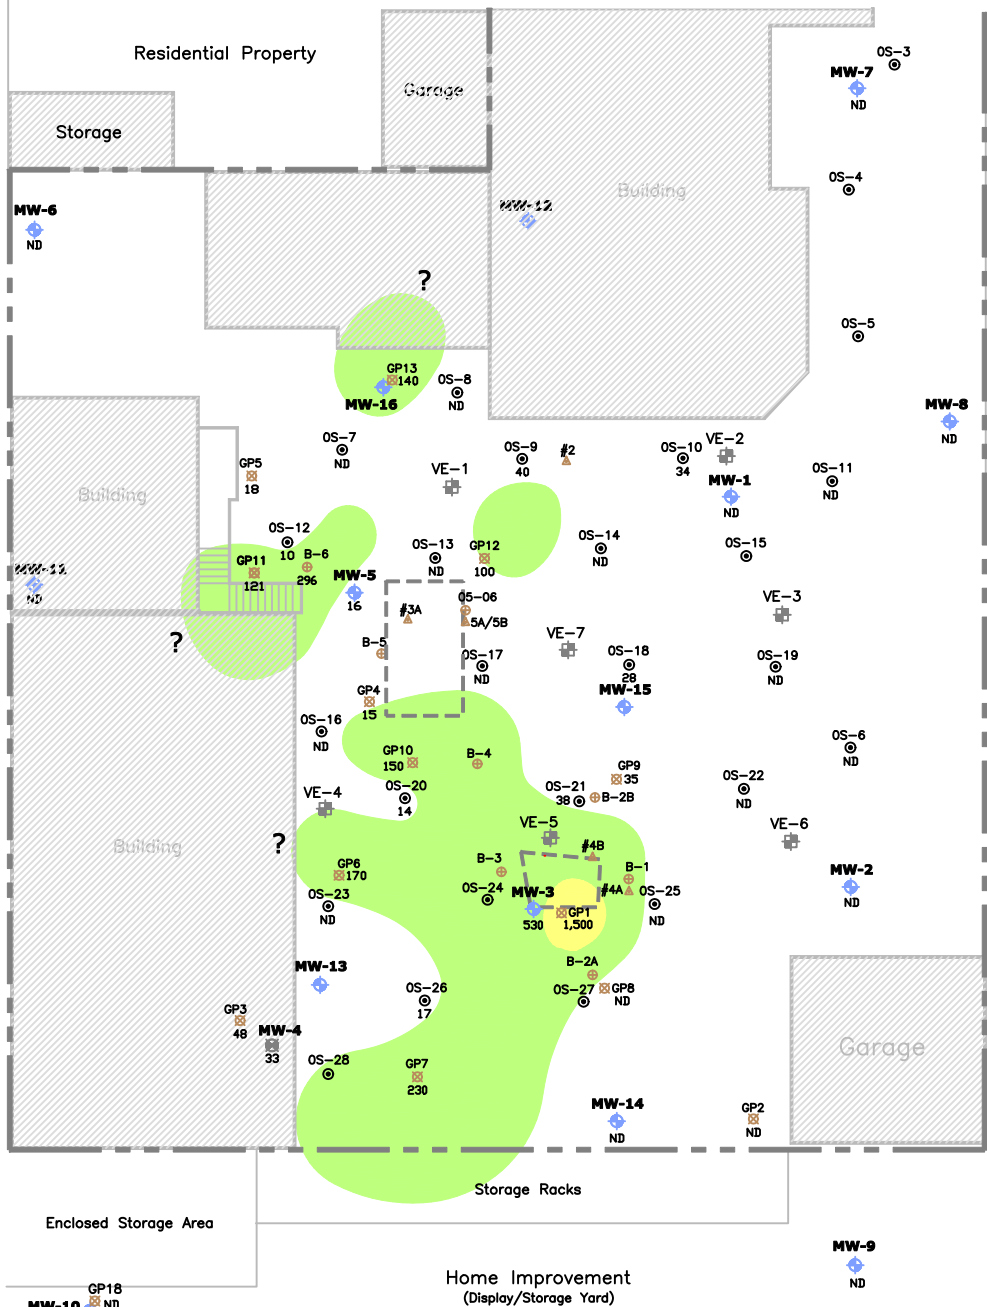 OS-3
Residential Property
MW-7
Garage
ND
Storage
OS-4
Building
MW-12
MW-6
ND
?
OS-5
GP13
140
OS-8
ND
MW-16
MW-8
ND
OS-7
ND
OS-9
40
#2
OS-10
34
VE-2
GP5
18
VE-1
MW-1
ND
OS-11
ND
Building
OS-12
10
B-6
296
OS-13
ND
GP12
100
OS-14
ND
OS-15
GP11
121
MW-11
ND
MW-5
16
#3A
05-06
5A/5B
VE-3
?
B-5
OS-17
ND
VE-7
OS-18
28
OS-19
ND
GP4
15
MW-15
OS-16
ND
OS-6
ND
GP10
150
B-4
GP9
35
OS-22
ND
VE-4
OS-20
14
OS-21
38
B-2B
VE-5
#4B
VE-6
?
Building
GP6
170
B-3
B-1
MW-2
ND
OS-23
ND
OS-24
MW-3
530
#4A
GP1
1,500
OS-25
ND
MW-13
B-2A
OS-26
17
OS-27
GP8
ND
GP3
48
MW-4
33
Garage
OS-28
ND
GP7
230
MW-14
ND
GP2
ND
Storage Racks
Enclosed Storage Area
MW-9
ND
Home Improvement
(Display/Storage Yard)
GP18
ND
MW-10